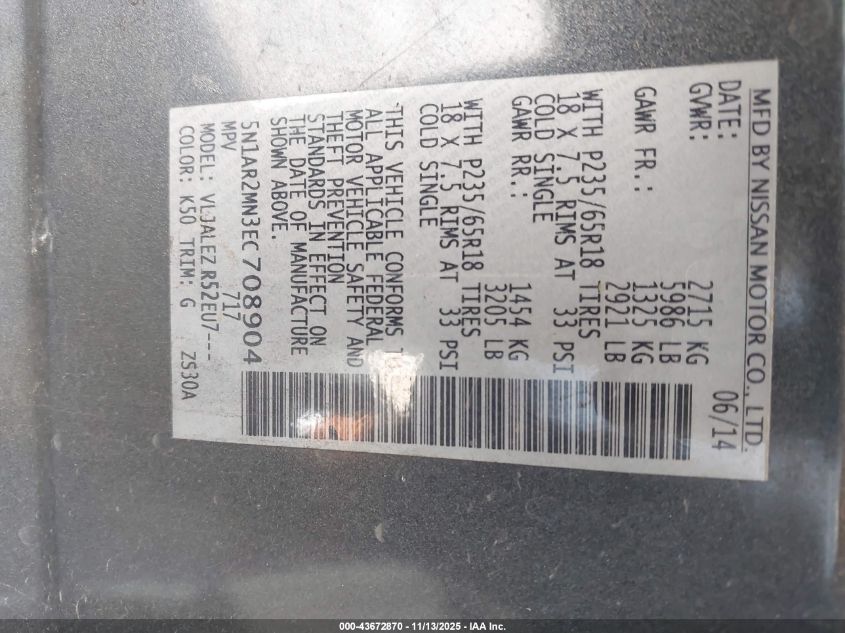 MFD BY NISSAN MOTOR CO., LTD.
DATE: 06/14
GVWR: 2715 KG
5986 LB
GAWR FR.: 1325 KG
2921 LB
WITH P235/65R18 TIRES
18 X 7.5 RIMS AT 33 PSI
COLD SINGLE
GAWR RR.: 1454 KG
3205 LB
WITH P235/65R18 TIRES
18 X 7.5 RIMS AT 33 PSI
COLD SINGLE
THIS VEHICLE CONFORMS
ALL APPLICABLE FEDERAL
MOTOR VEHICLE SAFETY AND
THEFT PREVENTION
STANDARDS IN EFFECT ON
THE DATE OF MANUFACTURE
SHOWN ABOVE.
5N1AR2MN3EC708904
MPV 717
MODEL: VLJALEZ R52EU7---
COLOR: K50 TRIM: G ZS30A
000-43672870 - 11/13/2025 - IAA Inc.